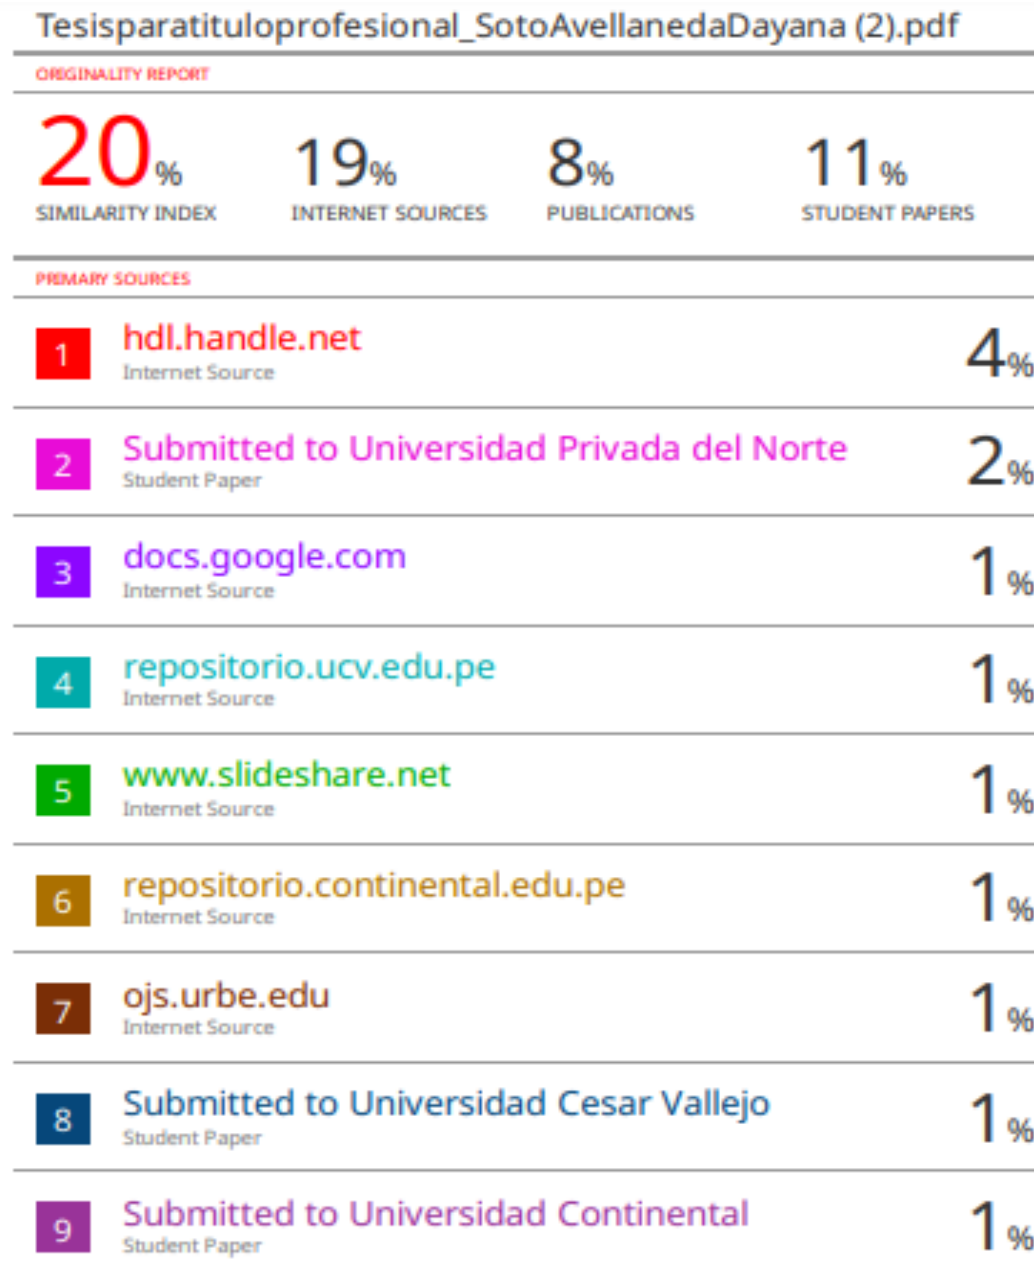 Tesisparatituloprofesional_SotoAvellanedaDayana (2).pdf
ORIGINALITY REPORT
20% 19% 8% 11%
SIMILARITY INDEX INTERNET SOURCES PUBLICATIONS STUDENT PAPERS
PRIMARY SOURCES
1 hdl.handle.net 4%
Internet Source
2 Submitted to Universidad Privada del Norte 2%
Student Paper
3 docs.google.com 1%
Internet Source
4 repositorio.ucv.edu.pe 1%
Internet Source
5 www.slideshare.net 1%
Internet Source
6 repositorio.continental.edu.pe 1%
Internet Source
7 ojs.urbe.edu 1%
Internet Source
8 Submitted to Universidad Cesar Vallejo 1%
Student Paper
9 Submitted to Universidad Continental 1%
Student Paper